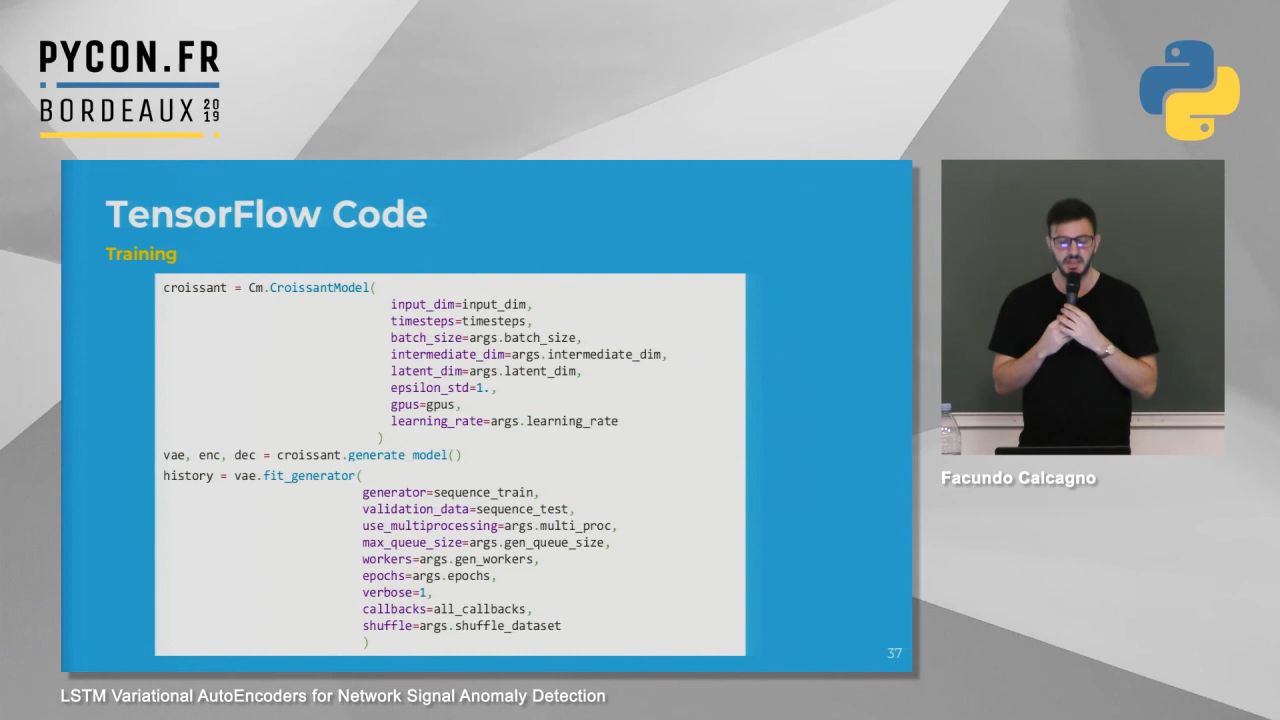 PYCON.FR
BORDEAUX 2019
TensorFlow Code
Training
croissant = Cm.CroissantModel(
input_dim=input_dim,
timesteps=timesteps,
batch_size=args.batch_size,
intermediate_dim=args.intermediate_dim,
latent_dim=args.latent_dim,
epsilon_std=1.,
gpus=gpus,
learning_rate=args.learning_rate
)
vae, enc, dec = croissant.generate model()
history = vae.fit_generator(
generator=sequence_train,
validation_data=sequence_test,
use_multiprocessing=args.multi_proc,
max_queue_size=args.gen_queue_size,
workers=args.gen_workers,
epochs=args.epochs,
verbose=1,
callbacks=all_callbacks,
shuffle=args.shuffle_dataset
)
37
Facundo Calcagno
LSTM Variational AutoEncoders for Network Signal Anomaly Detection